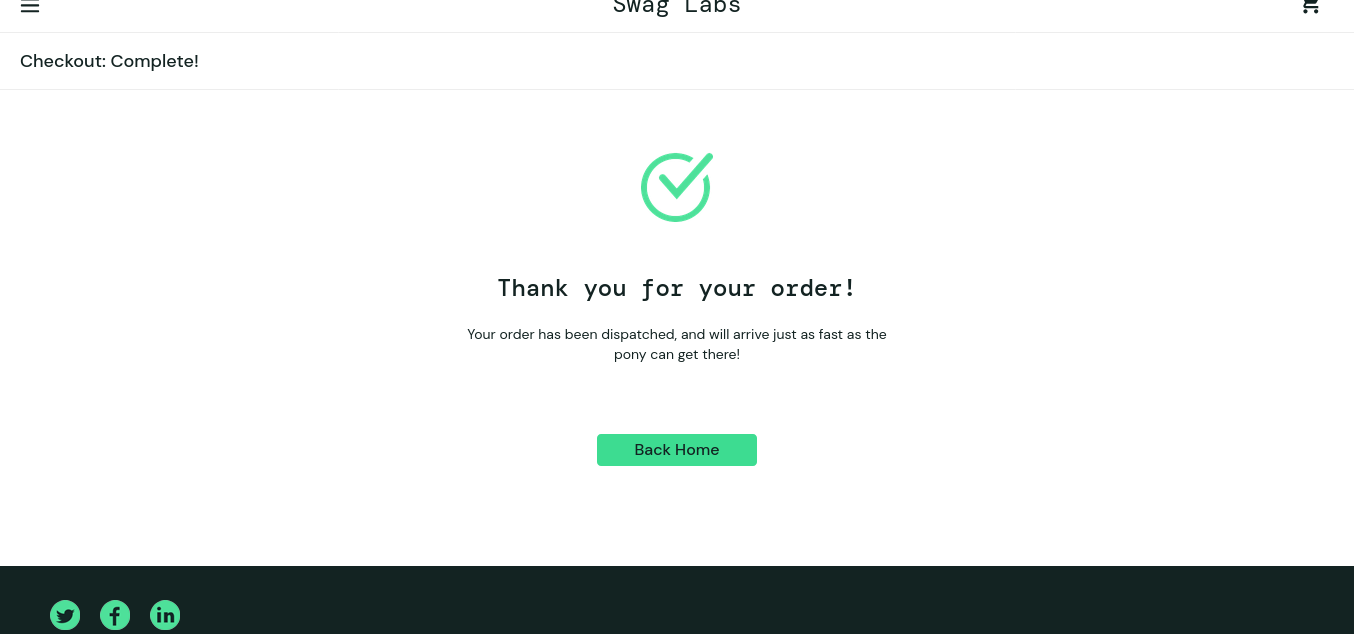 Swag Labs
Checkout: Complete!
Thank you for your order!
Your order has been dispatched, and will arrive just as fast as the
pony can get there!
Back Home